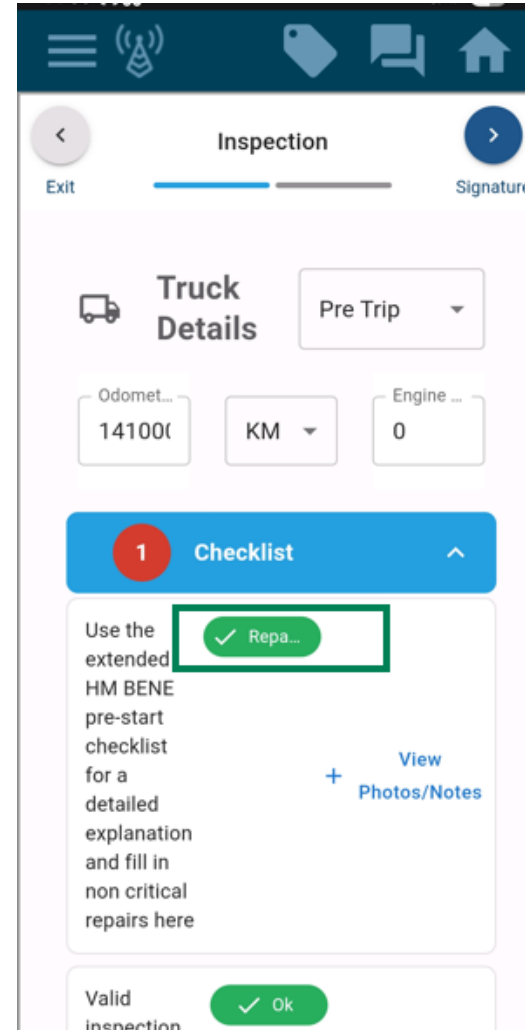 Inspection
Exit
Signature
Truck
Details
Pre Trip
Odomet...
141000
KM
Engine ...
0
1
Checklist
Use the
extended
HM BENE
pre-start
checklist
for a
detailed
explanation
and fill in
non critical
repairs here
Repa...
View
Photos/Notes
Valid
inspection
Ok